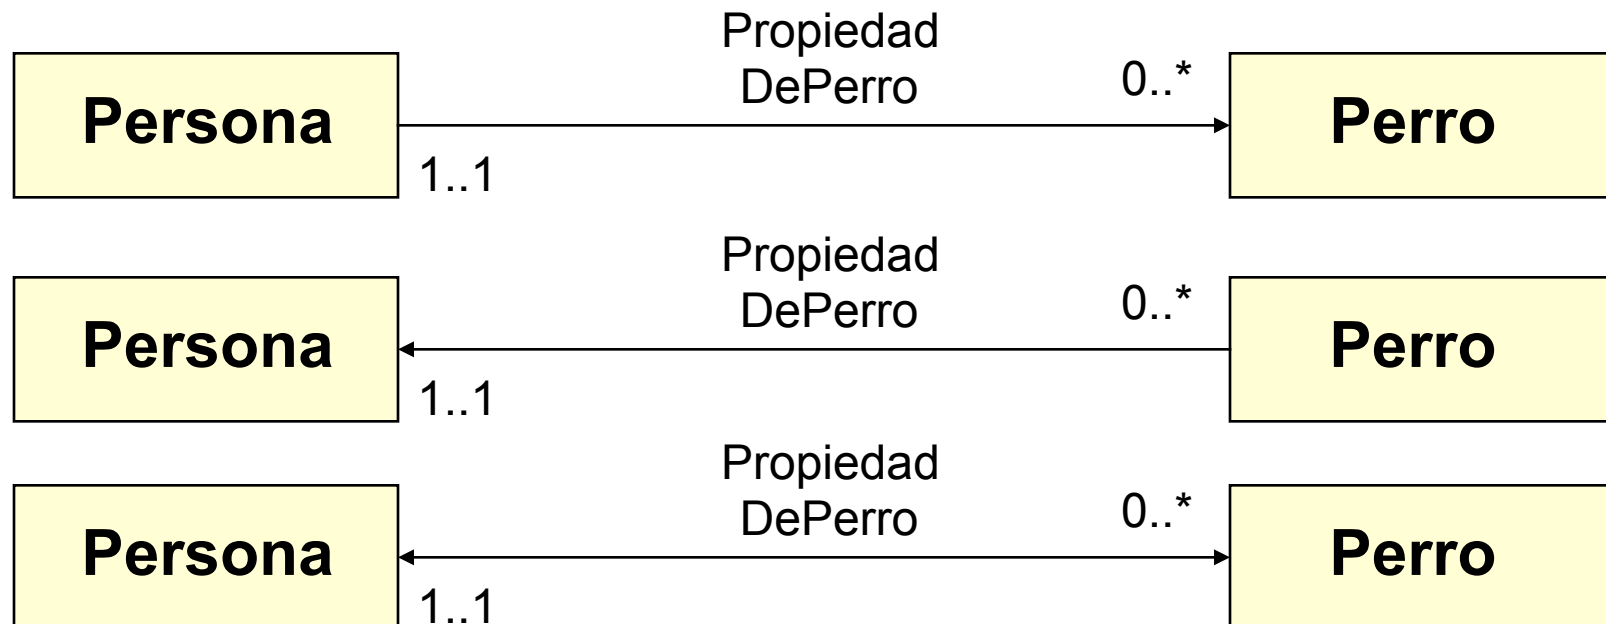 Propiedad
DePerro
0..*
Persona
Perro
1..1
Propiedad
DePerro
0..*
Persona
Perro
1..1
Propiedad
DePerro
0..*
Persona
Perro
1..1